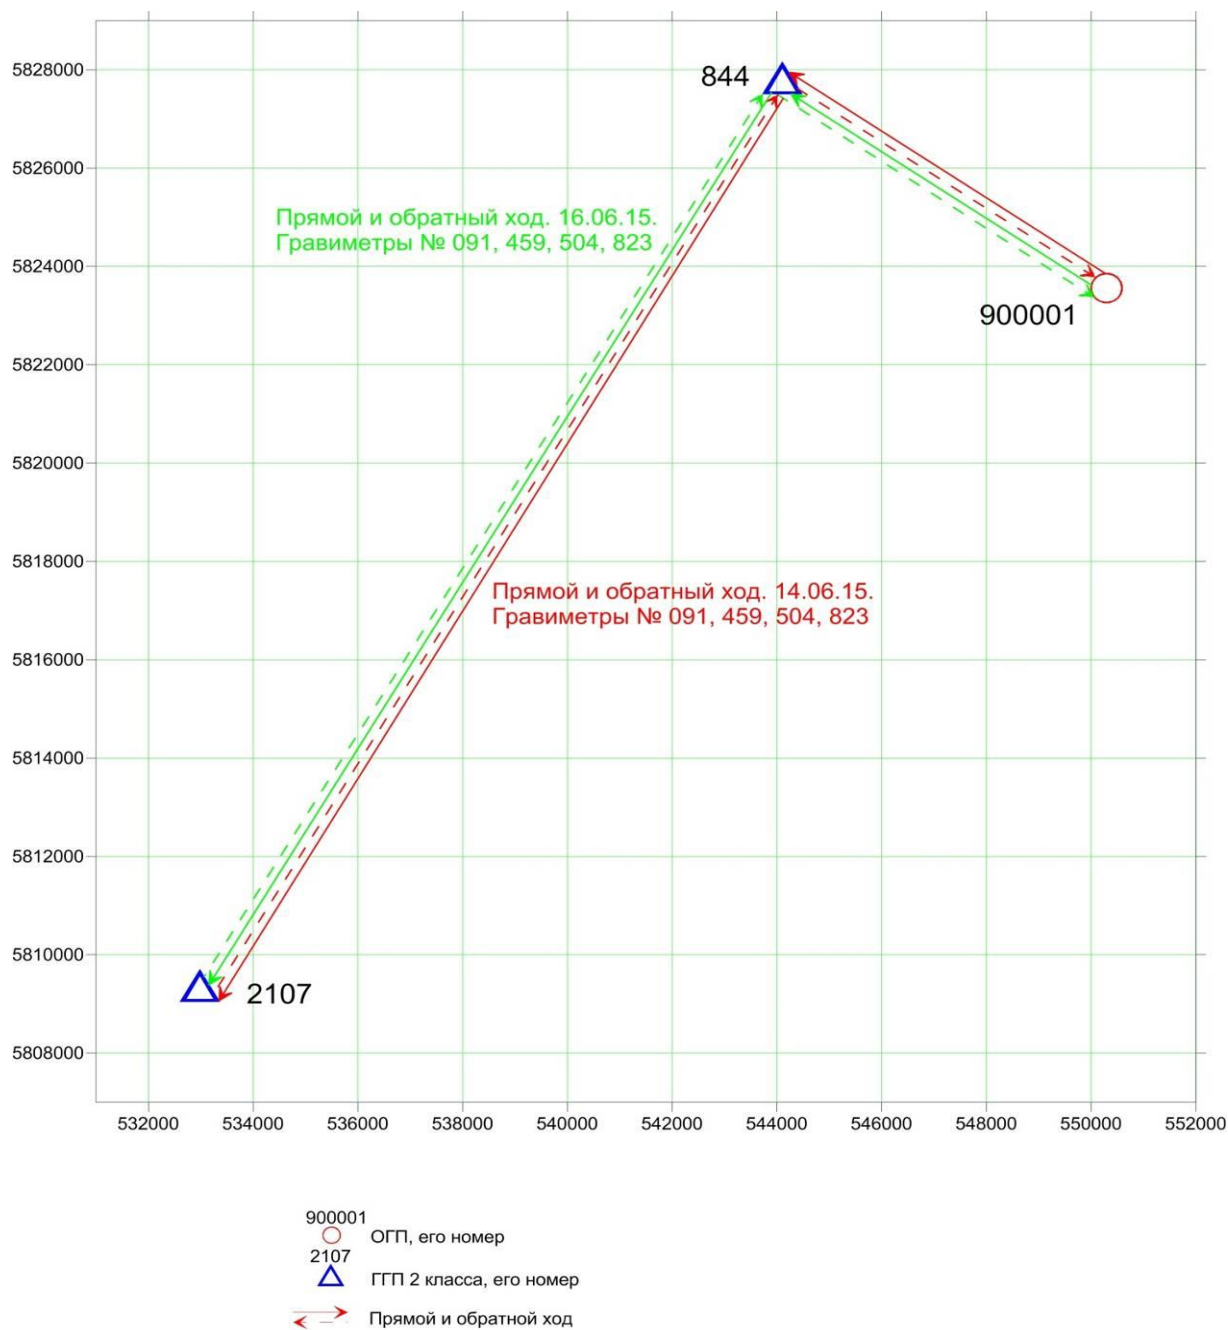 5828000
844
5826000
Прямой и обратный ход. 16.06.15.
Гравиметры № 091, 459, 504, 823
5824000
900001
5822000
5820000
5818000
Прямой и обратный ход. 14.06.15.
Гравиметры № 091, 459, 504, 823
5816000
5814000
5812000
5810000
2107
5808000
532000 534000 536000 538000 540000 542000 544000 546000 548000 550000 552000
900001
ОГП, его номер
2107
ГГП 2 класса, его номер
Прямой и обратной ход